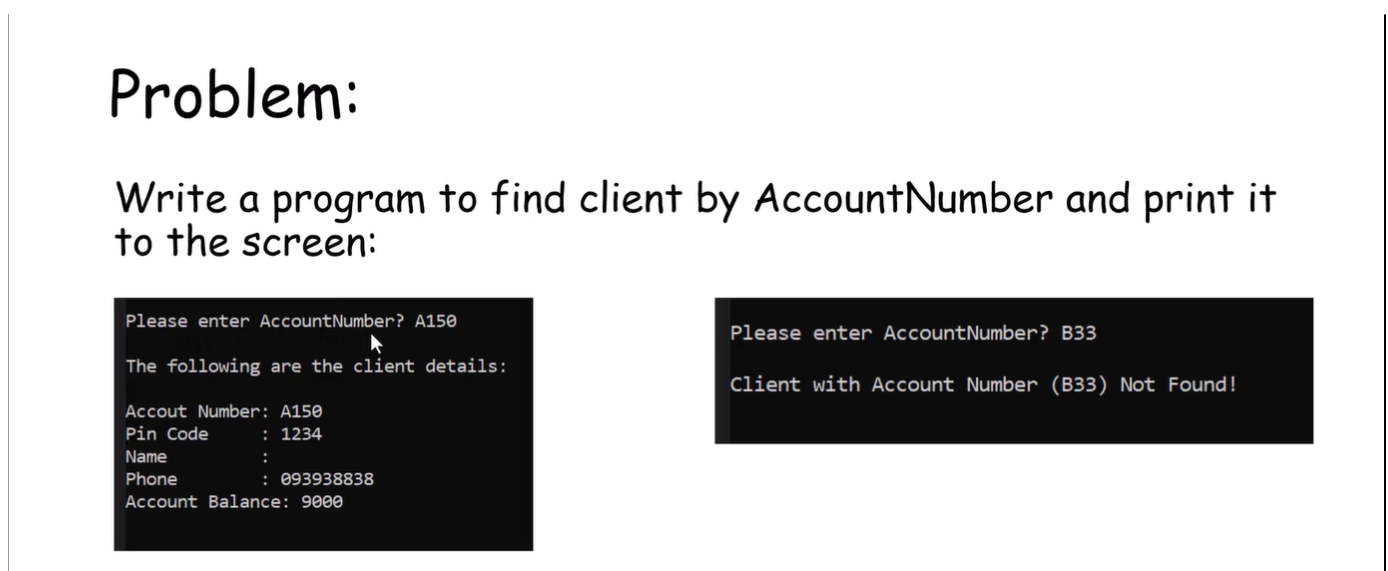 Problem:
Write a program to find client by AccountNumber and print it
to the screen:
Please enter AccountNumber? A150
The following are the client details:
Accout Number: A150
Pin Code     : 1234
Name         :
Phone        : 093938838
Account Balance: 9000
Please enter AccountNumber? B33
Client with Account Number (B33) Not Found!